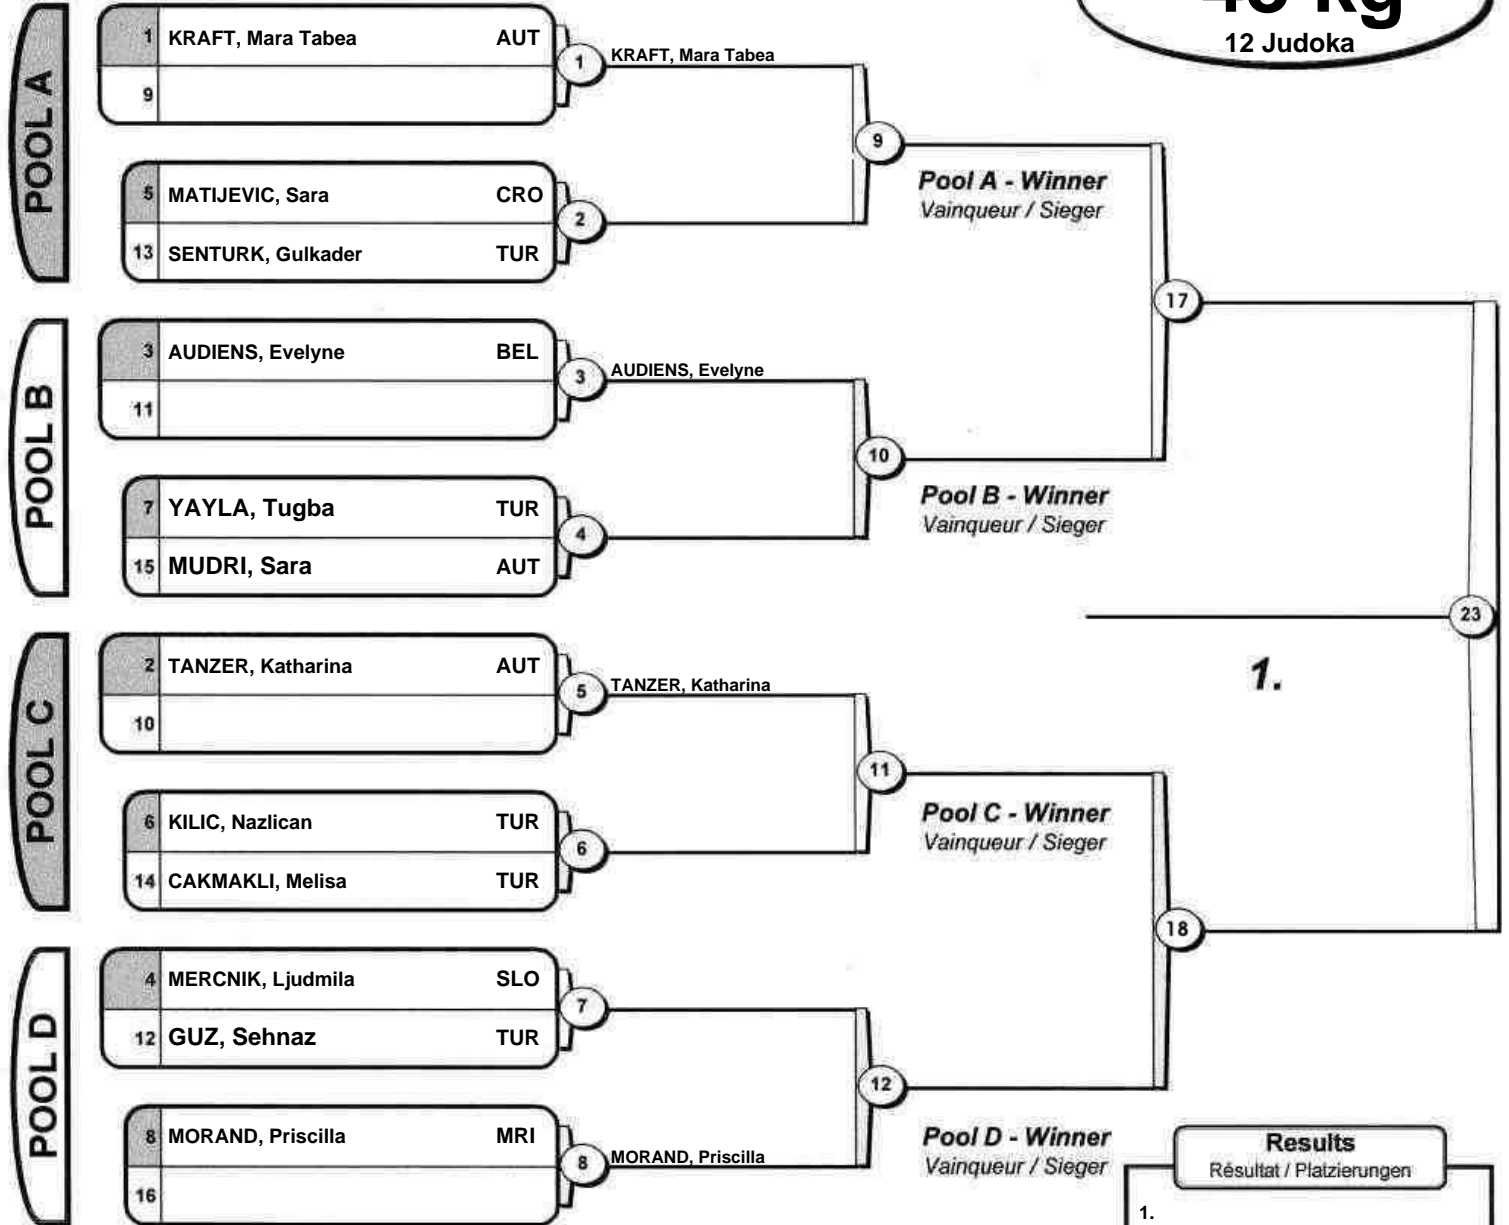 48 kg
12 Judoka
POOL A
1 KRAFT, Mara Tabea AUT
9
1 KRAFT, Mara Tabea
5 MATIJEVIC, Sara CRO
13 SENTURK, Gulkader TUR
2
9
Pool A - Winner
Vainqueur / Sieger
POOL B
3 AUDIENS, Evelyne BEL
11
3 AUDIENS, Evelyne
7 YAYLA, Tugba TUR
15 MUDRI, Sara AUT
4
10
Pool B - Winner
Vainqueur / Sieger
17
POOL C
2 TANZER, Katharina AUT
10
5 TANZER, Katharina
6 KILIC, Nazlican TUR
14 CAKMAKLI, Melisa TUR
6
11
Pool C - Winner
Vainqueur / Sieger
23
1.
POOL D
4 MERCNIK, Ljudmila SLO
12 GUZ, Sehnaz TUR
7
8 MORAND, Priscilla MRI
16
8 MORAND, Priscilla
12
Pool D - Winner
Vainqueur / Sieger
18
Results
Résultat / Platzierungen
1.